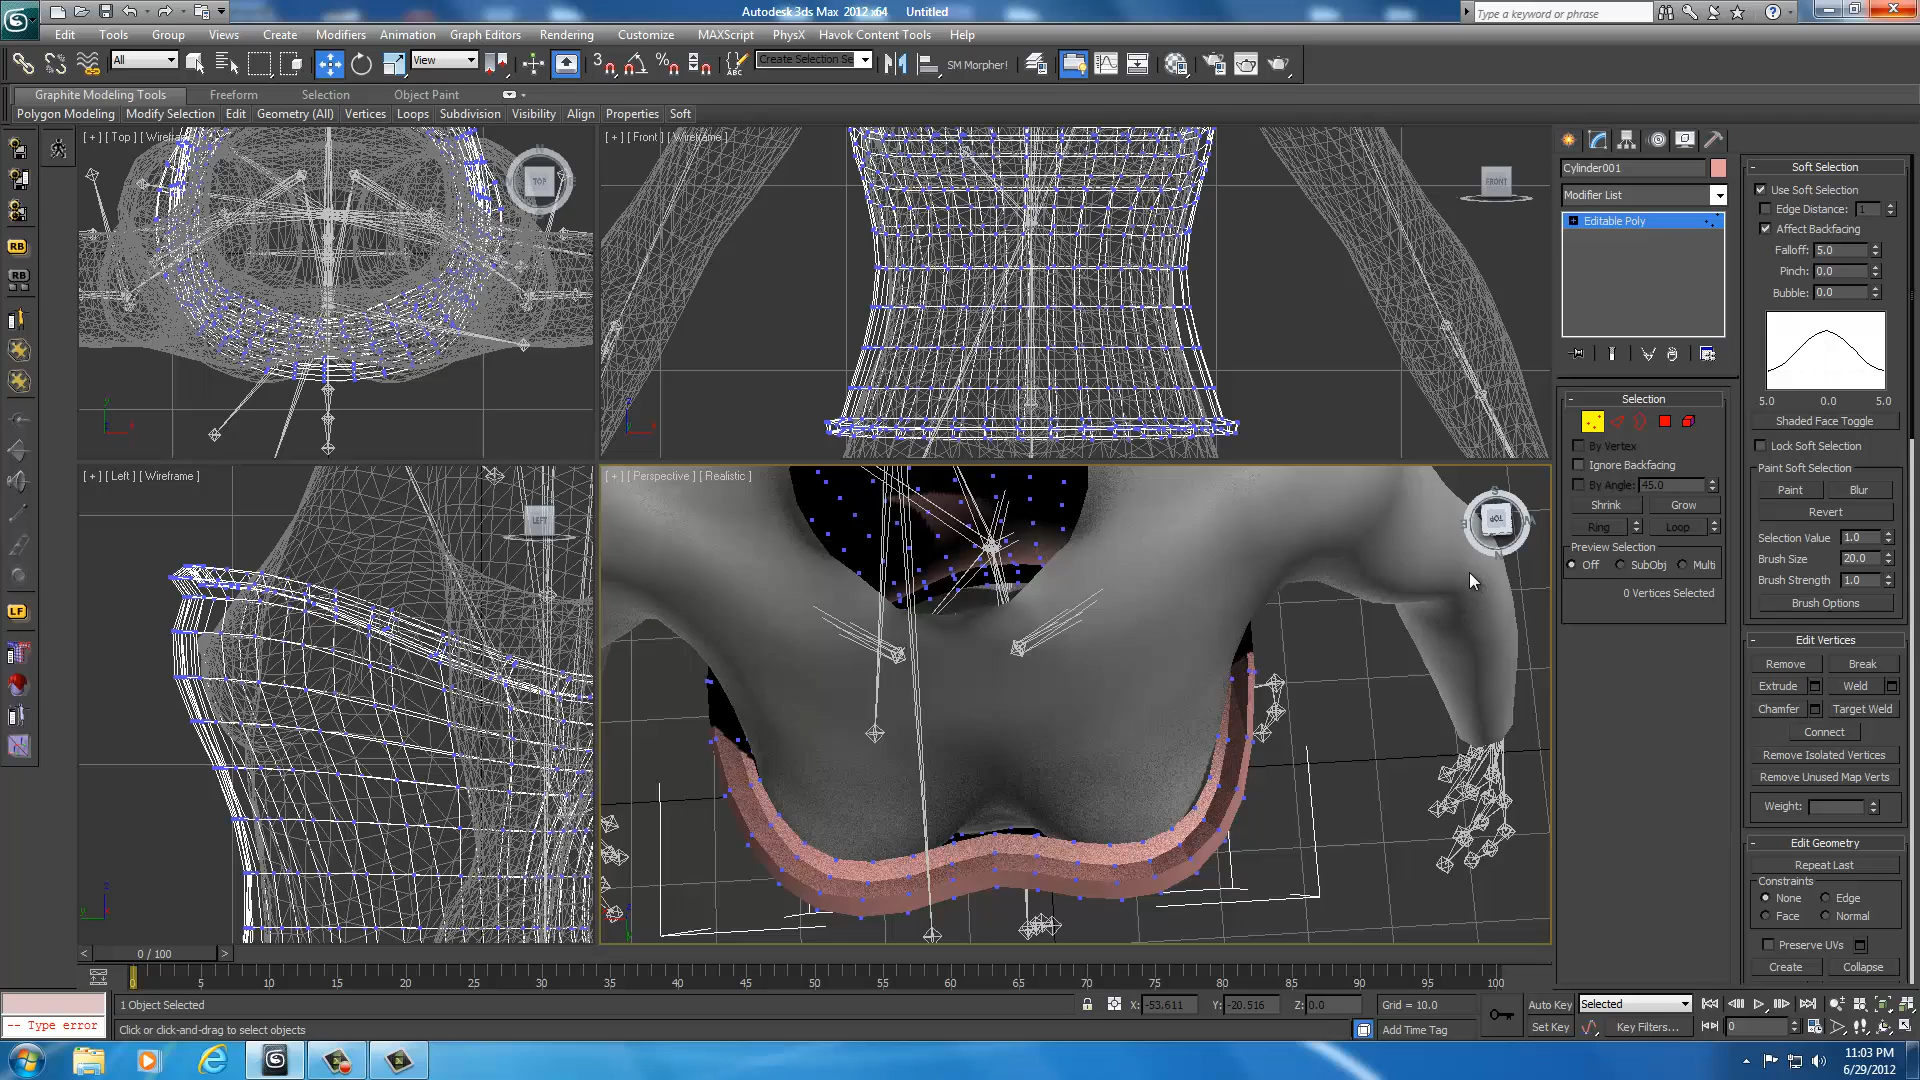 Autodesk 3ds Max 2012 x64 Untitled
Type a keyword or phrase
Edit Tools Group Views Create Modifiers Animation Graph Editors Rendering Customize MAXScript PhysX Havok Content Tools Help
All View Create Selection Se SM Morpher!
Graphite Modeling Tools Freeform Selection Object Paint
Polygon Modeling Modify Selection Edit Geometry (All) Vertices Loops Subdivision Visibility Align Properties Soft
[ + ] [ Top ] [ Wireframe
TOP
[ + ] [ Front ] [ Wireframe ]
FRONT
[ + ] [ Left ] [ Wireframe ]
LEFT
[ + ] [ Perspective ] [ Realistic ]
TOP
RB
RB
LF
Cylinder001
Modifier List
Editable Poly
Selection
By Vertex
Ignore Backfacing
By Angle: 45.0
Shrink Grow
Ring Loop
Preview Selection
Off SubObj Multi
0 Vertices Selected
Soft Selection
Use Soft Selection
Edge Distance: 1
Affect Backfacing
Falloff: 5.0
Pinch: 0.0
Bubble: 0.0
5.0 0.0 5.0
Shaded Face Toggle
Lock Soft Selection
Paint Soft Selection
Paint Blur
Revert
Selection Value 1.0
Brush Size 20.0
Brush Strength 1.0
Brush Options
Edit Vertices
Remove Break
Extrude Weld
Chamfer Target Weld
Connect
Remove Isolated Vertices
Remove Unused Map Verts
Weight:
Edit Geometry
Repeat Last
Constraints
None Edge
Face Normal
Preserve UVs
Create Collapse
< 0 / 100 >
0 5 10 15 20 25 30 35 40 45 50 55 60 65 70 75 80 85 90 95 100
1 Object Selected X: -53.611 Y: -20.516 Z: 0.0 Grid = 10.0 Auto Key Selected
-- Type error Click or click-and-drag to select objects Add Time Tag Set Key Key Filters... 0
11:03 PM
6/29/2012